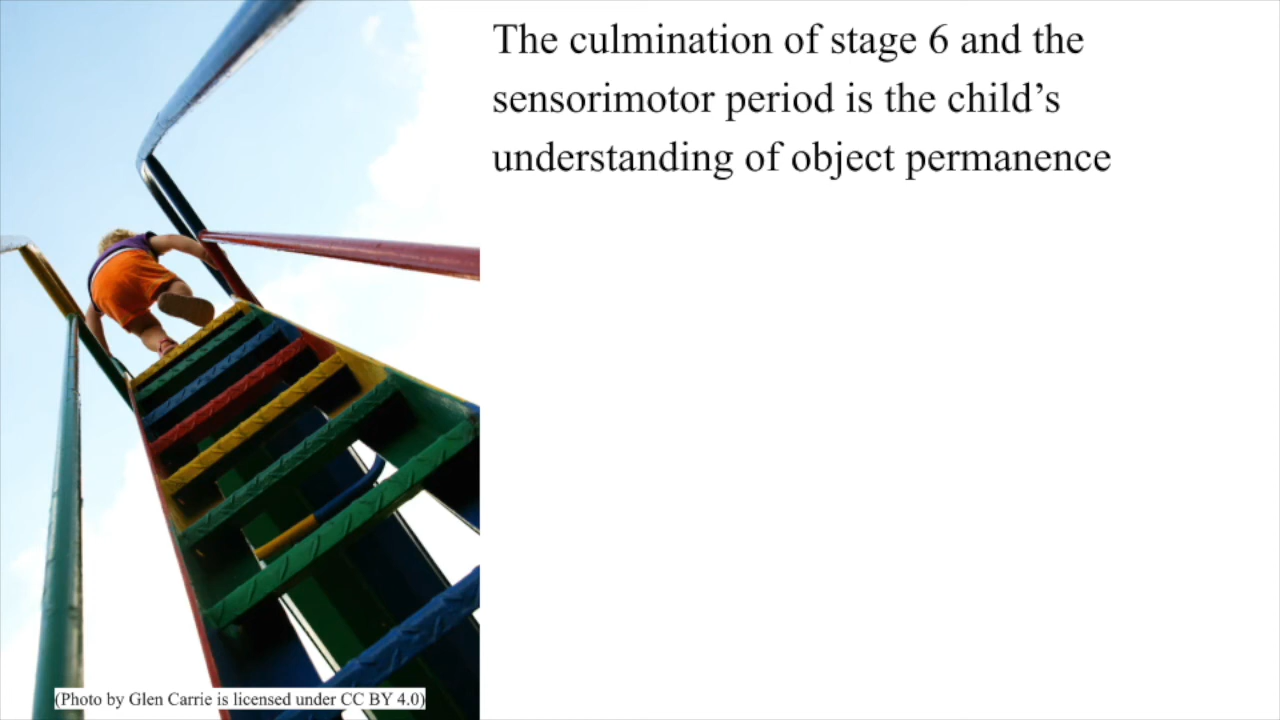 The culmination of stage 6 and the
sensorimotor period is the child’s
understanding of object permanence
(Photo by Glen Carrie is licensed under CC BY 4.0)